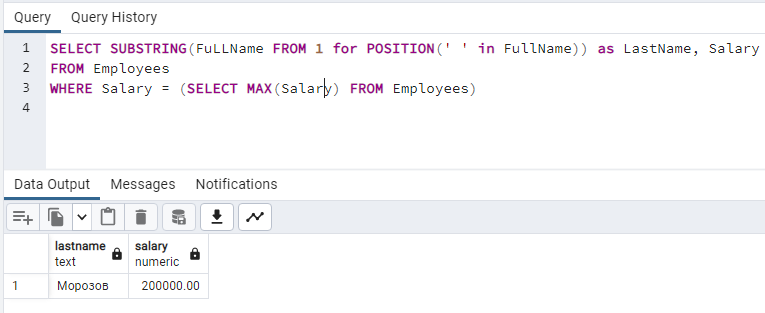 Query Query History
1 SELECT SUBSTRING(FuLLName FROM 1 for POSITION(' ' in FullName)) as LastName, Salary
2 FROM Employees
3 WHERE Salary = (SELECT MAX(Salary) FROM Employees)
4
Data Output Messages Notifications
lastname salary
text numeric
1 Морозов 200000.00